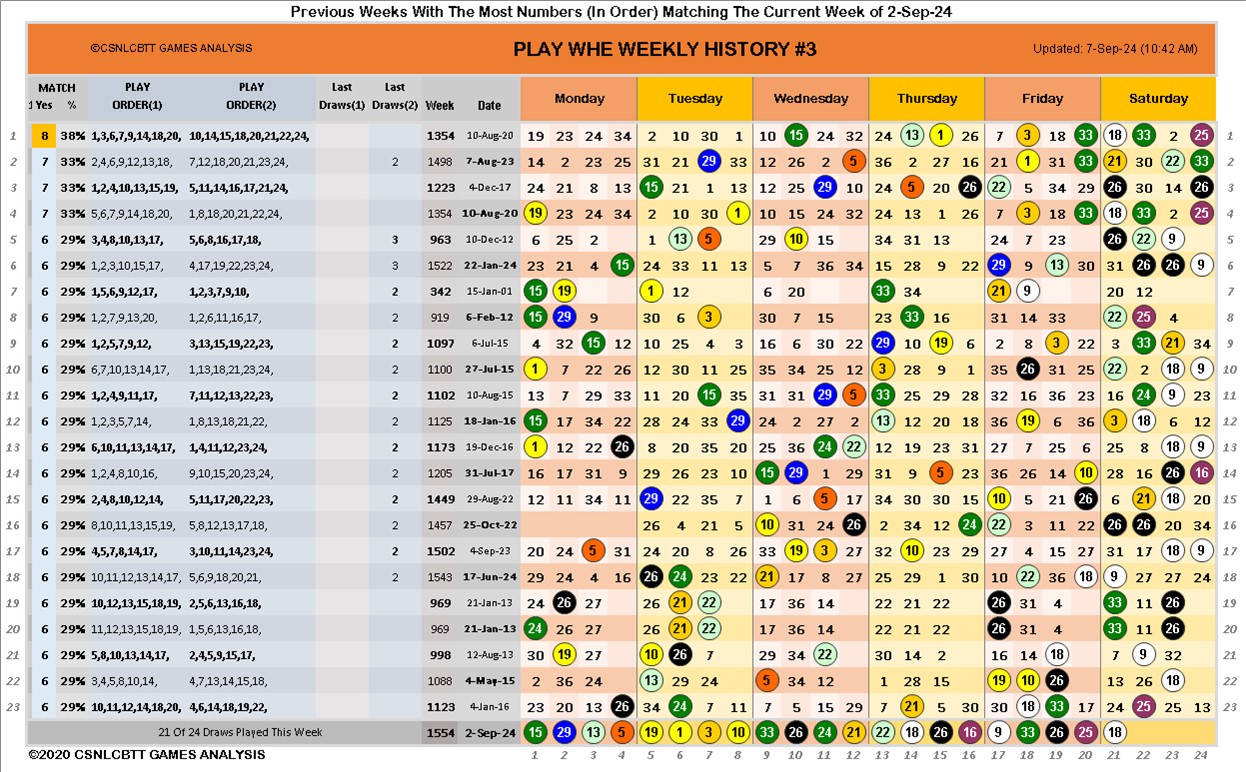 Previous Weeks With The Most Numbers (In Order) Matching The Current Week of 2-Sep-24
©CSNLCBTT GAMES ANALYSIS PLAY WHE WEEKLY HISTORY #3 Updated: 7-Sep-24 (10:42 AM)
MATCH PLAY PLAY Last Last Monday Tuesday Wednesday Thursday Friday Saturday
1 Yes % ORDER(1) ORDER(2) Draws(1) Draws(2) Week Date
1 8 38% 1,3,6,7,9,14,18,20, 10,14,15,18,20,21,22,24, 1354 10-Aug-20 19 23 24 34 2 10 30 1 10 15 24 32 24 13 1 26 7 3 18 33 18 33 2 25 1
2 7 33% 2,4,6,9,12,13,18, 7,12,18,20,21,23,24, 2 1498 7-Aug-23 14 2 23 25 31 21 29 33 12 26 2 5 36 2 27 16 21 1 31 33 21 30 22 33 2
3 7 33% 1,2,4,10,13,15,19, 5,11,14,16,17,21,24, 1223 4-Dec-17 24 21 8 13 15 21 1 13 12 25 29 10 24 5 20 16 22 5 34 29 26 30 14 26 3
4 7 33% 5,6,7,9,14,18,20, 1,8,18,20,21,22,24, 1354 10-Aug-20 19 23 24 34 2 10 30 1 10 15 24 32 24 13 1 26 7 3 18 33 18 33 2 25 4
5 6 29% 3,4,8,10,13,17, 5,6,8,16,17,18, 3 963 10-Dec-12 6 25 2 1 13 5 29 10 15 34 31 13 24 7 23 26 22 9 5
6 6 29% 1,2,3,10,15,17, 4,17,19,22,23,24, 3 1522 22-Jan-24 23 21 4 15 24 33 11 13 5 7 36 34 15 28 9 22 29 9 13 30 31 26 26 9 6
7 6 29% 1,5,6,9,12,17, 1,2,3,7,9,10, 2 342 15-Jan-01 15 19 1 12 6 20 33 34 21 9 20 12 7
8 6 29% 1,2,7,9,13,20, 1,2,6,11,16,17, 2 919 6-Feb-12 15 29 9 30 6 3 30 7 15 23 33 16 31 14 33 22 25 4 8
9 6 29% 1,2,5,7,9,12, 3,13,15,19,22,23, 2 1097 6-Jul-15 4 32 15 12 10 25 4 3 16 6 30 22 29 10 19 6 2 8 3 22 3 33 21 34 9
10 6 29% 6,7,10,13,14,17, 1,13,18,21,23,24, 2 1100 27-Jul-15 1 7 22 26 12 30 11 25 35 34 25 12 3 28 9 1 35 26 31 25 22 2 18 9 10
11 6 29% 1,2,4,9,11,17, 7,11,12,13,22,23, 2 1102 10-Aug-15 13 7 29 33 11 20 15 35 31 31 29 5 33 25 29 28 32 16 36 23 16 24 9 23 11
12 6 29% 1,2,3,5,7,14, 1,8,13,18,21,22, 2 1125 18-Jan-16 15 17 34 22 28 24 33 29 24 2 27 2 13 12 20 18 36 19 6 36 3 18 6 12 12
13 6 29% 6,10,11,13,14,17, 1,4,11,12,23,24, 2 1173 19-Dec-16 1 12 22 26 8 20 35 20 25 36 24 22 12 19 23 31 27 7 25 6 25 8 18 9 13
14 6 29% 1,2,4,8,10,16, 9,10,15,20,23,24, 2 1205 31-Jul-17 16 17 31 9 29 26 23 10 15 29 1 29 31 9 5 23 36 26 14 10 28 16 26 16 14
15 6 29% 2,4,8,10,12,14, 5,11,17,20,22,23, 2 1449 29-Aug-22 12 11 34 11 29 22 35 7 1 6 5 17 34 30 30 15 10 5 21 26 6 21 18 20 15
16 6 29% 8,10,11,13,15,19, 5,8,12,13,17,18, 2 1457 25-Oct-22 26 4 21 5 10 31 24 26 2 34 12 24 22 3 11 22 26 26 20 34 16
17 6 29% 4,5,7,8,14,17, 3,10,11,14,23,24, 2 1502 4-Sep-23 20 24 5 31 24 20 8 26 33 19 3 27 32 10 23 29 27 4 15 27 31 17 18 9 17
18 6 29% 10,11,12,13,14,17, 5,6,9,18,20,21, 2 1543 17-Jun-24 29 24 4 16 26 24 23 22 21 17 8 27 25 29 1 30 10 22 36 18 9 27 27 24 18
19 6 29% 10,12,13,15,18,19, 2,5,6,13,16,18, 969 21-Jan-13 24 26 27 26 21 22 17 36 14 22 21 22 26 31 4 33 11 26 19
20 6 29% 11,12,13,15,18,19, 1,5,6,13,16,18, 969 21-Jan-13 24 26 27 26 21 22 17 36 14 22 21 22 26 31 4 33 11 26 20
21 6 29% 5,8,10,13,14,17, 2,4,5,9,15,17, 998 12-Aug-13 30 19 27 10 26 7 29 34 22 30 14 2 16 14 18 7 9 32 21
22 6 29% 3,4,5,8,10,14, 4,7,13,14,15,18, 1088 4-May-15 2 36 24 13 29 24 5 34 12 1 28 15 19 10 26 13 26 18 22
23 6 29% 10,11,12,14,18,20, 4,6,14,18,19,22, 1123 4-Jan-16 23 20 13 26 34 24 7 11 7 5 15 29 7 21 5 30 30 18 33 17 24 25 25 13 23
21 Of 24 Draws Played This Week 1554 2-Sep-24 15 29 13 5 19 1 3 10 33 26 24 21 22 18 26 16 9 33 26 25 18
©2020 CSNLCBTT GAMES ANALYSIS 1 2 3 4 5 6 7 8 9 10 11 12 13 14 15 16 17 18 19 20 21 22 23 24